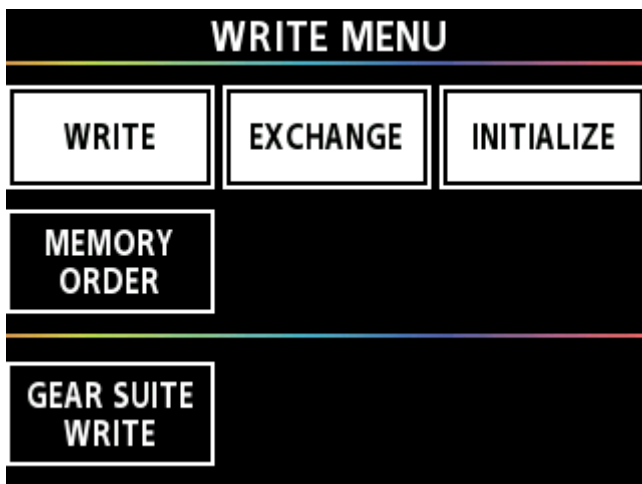 WRITE MENU
WRITE EXCHANGE INITIALIZE
MEMORY
ORDER
GEAR SUITE
WRITE